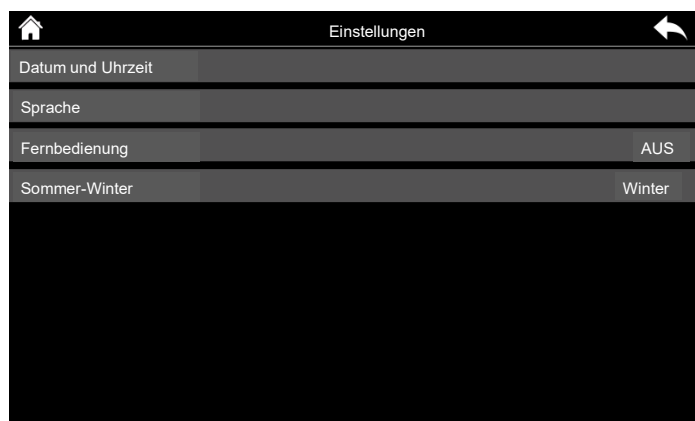 Einstellungen
Datum und Uhrzeit
Sprache
Fernbedienung AUS
Sommer-Winter Winter